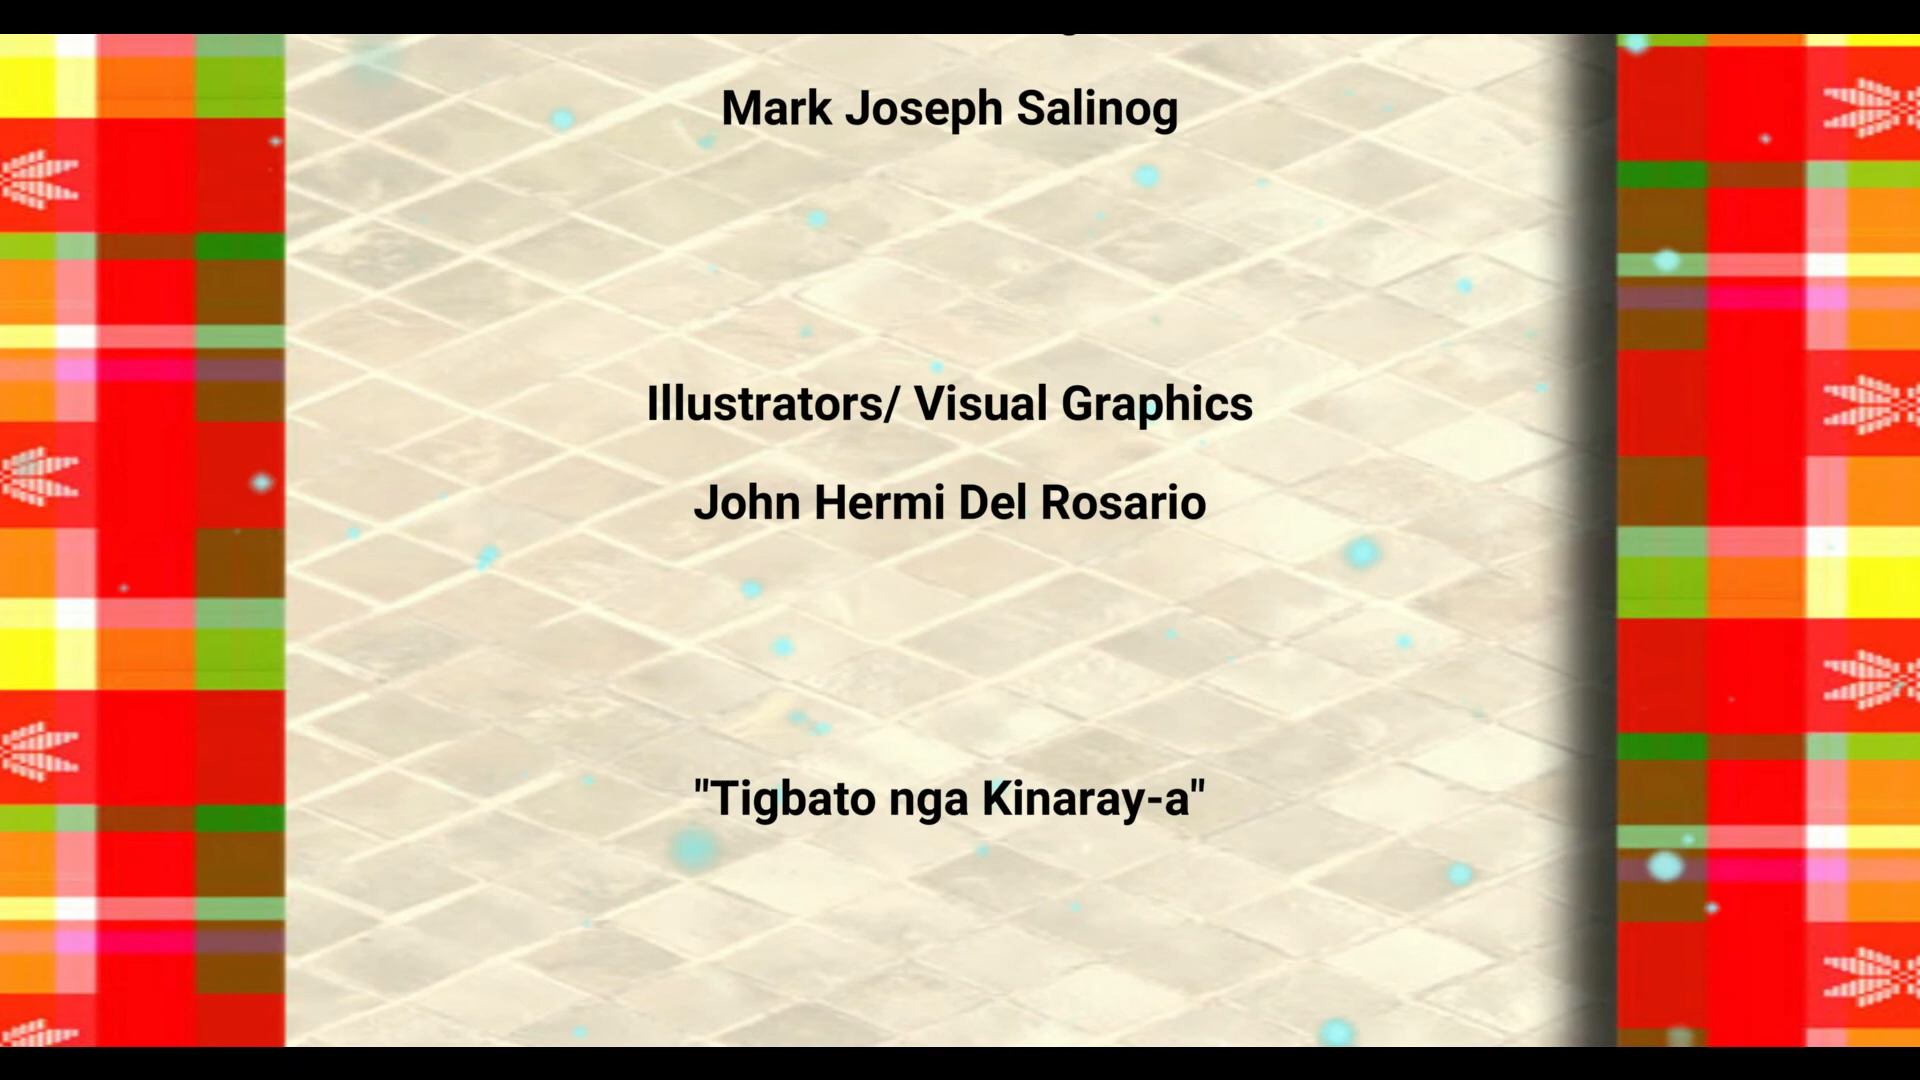 Mark Joseph Salinog
Illustrators/ Visual Graphics
John Hermi Del Rosario
"Tigbato nga Kinaray-a"